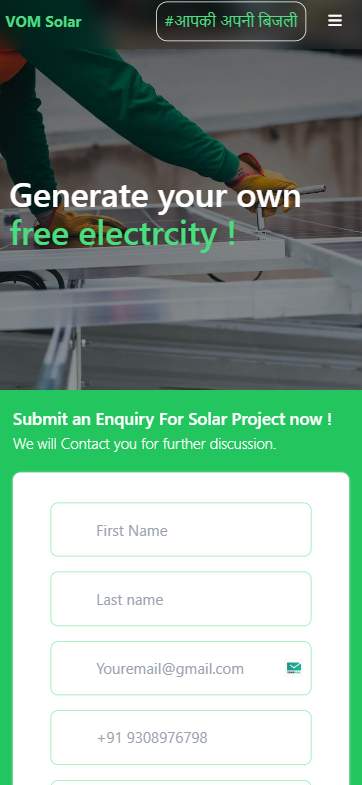 VOM Solar
#आपकी अपनी बिजली
Generate your own
free electrcity !
Submit an Enquiry For Solar Project now !
We will Contact you for further discussion.
First Name
Last name
Youremail@gmail.com
+91 9308976798